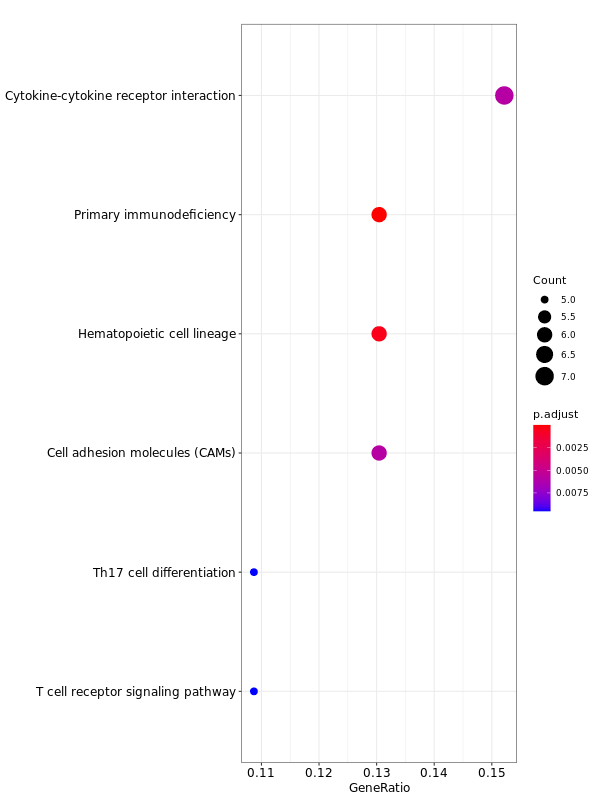 Cytokine-cytokine receptor interaction
Primary immunodeficiency
Hematopoietic cell lineage
Cell adhesion molecules (CAMs)
Th17 cell differentiation
T cell receptor signaling pathway
0.11 0.12 0.13 0.14 0.15
GeneRatio
Count
5.0
5.5
6.0
6.5
7.0
p.adjust
0.0025
0.0050
0.0075